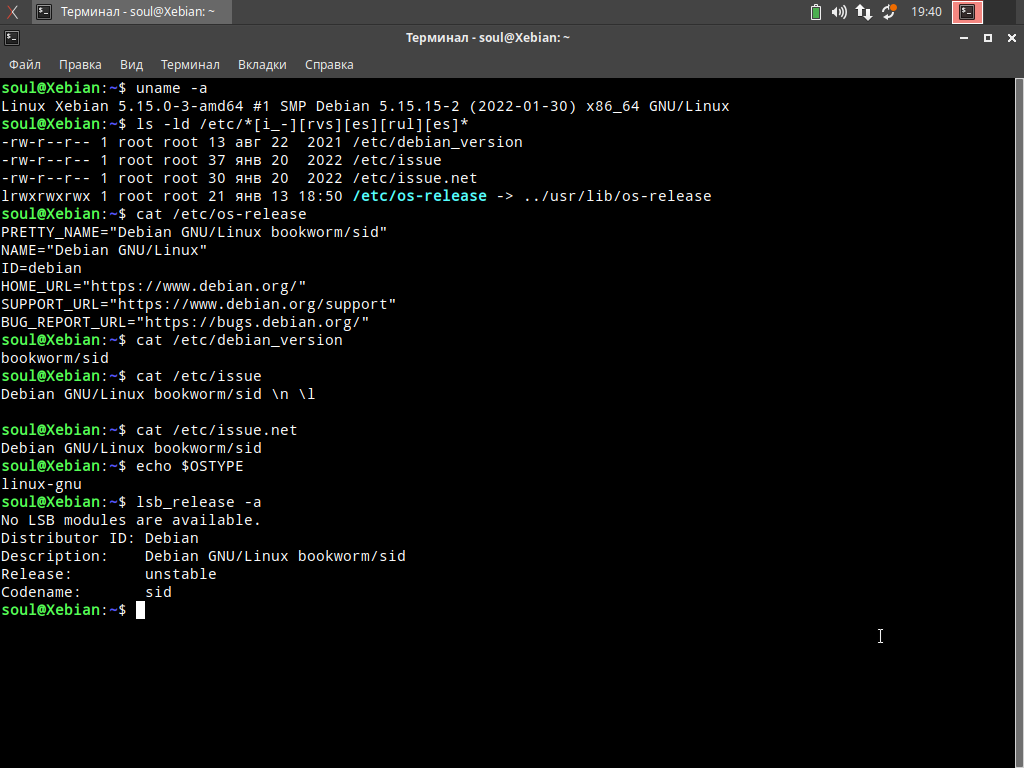 Терминал - soul@Xebian: ~
19:40
Терминал - soul@Xebian: ~
Файл Правка Вид Терминал Вкладки Справка
soul@Xebian:~$ uname -a
Linux Xebian 5.15.0-3-amd64 #1 SMP Debian 5.15.15-2 (2022-01-30) x86_64 GNU/Linux
soul@Xebian:~$ ls -ld /etc/*[i_-][rvs][es][rul][es]*
-rw-r--r-- 1 root root 13 авг 22  2021 /etc/debian_version
-rw-r--r-- 1 root root 37 янв 20  2022 /etc/issue
-rw-r--r-- 1 root root 30 янв 20  2022 /etc/issue.net
lrwxrwxrwx 1 root root 21 янв 13 18:50 /etc/os-release -> ../usr/lib/os-release
soul@Xebian:~$ cat /etc/os-release
PRETTY_NAME="Debian GNU/Linux bookworm/sid"
NAME="Debian GNU/Linux"
ID=debian
HOME_URL="https://www.debian.org/"
SUPPORT_URL="https://www.debian.org/support"
BUG_REPORT_URL="https://bugs.debian.org/"
soul@Xebian:~$ cat /etc/debian_version
bookworm/sid
soul@Xebian:~$ cat /etc/issue
Debian GNU/Linux bookworm/sid \n \l
soul@Xebian:~$ cat /etc/issue.net
Debian GNU/Linux bookworm/sid
soul@Xebian:~$ echo $OSTYPE
linux-gnu
soul@Xebian:~$ lsb_release -a
No LSB modules are available.
Distributor ID: Debian
Description:    Debian GNU/Linux bookworm/sid
Release:        unstable
Codename:       sid
soul@Xebian:~$